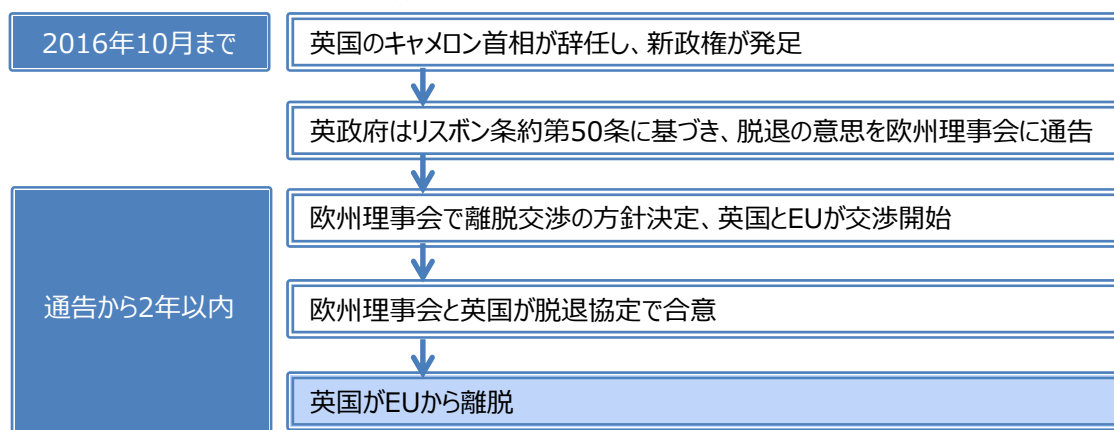 2016年10月まで
英国のキャメロン首相が辞任し、新政権が発足
英政府はリスボン条約第50条に基づき、脱退の意思を欧州理事会に通告
通告から2年以内
欧州理事会で離脱交渉の方針決定、英国とEUが交渉開始
欧州理事会と英国が脱退協定で合意
英国がEUから離脱